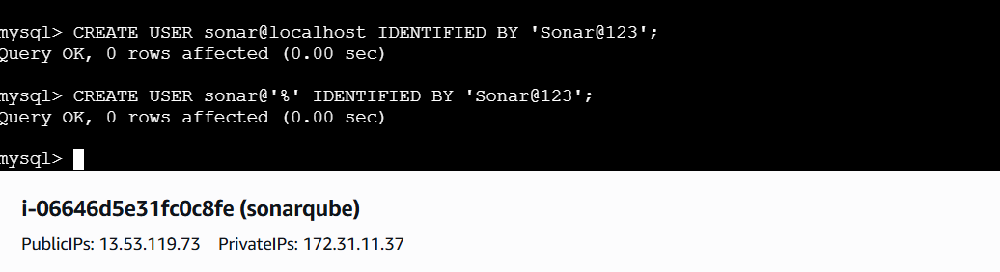 mysql> CREATE USER sonar@localhost IDENTIFIED BY 'Sonar@123';
Query OK, 0 rows affected (0.00 sec)
mysql> CREATE USER sonar@'%' IDENTIFIED BY 'Sonar@123';
Query OK, 0 rows affected (0.00 sec)
mysql>
i-06646d5e31fc0c8fe (sonarqube)
PublicIPs: 13.53.119.73 PrivateIPs: 172.31.11.37